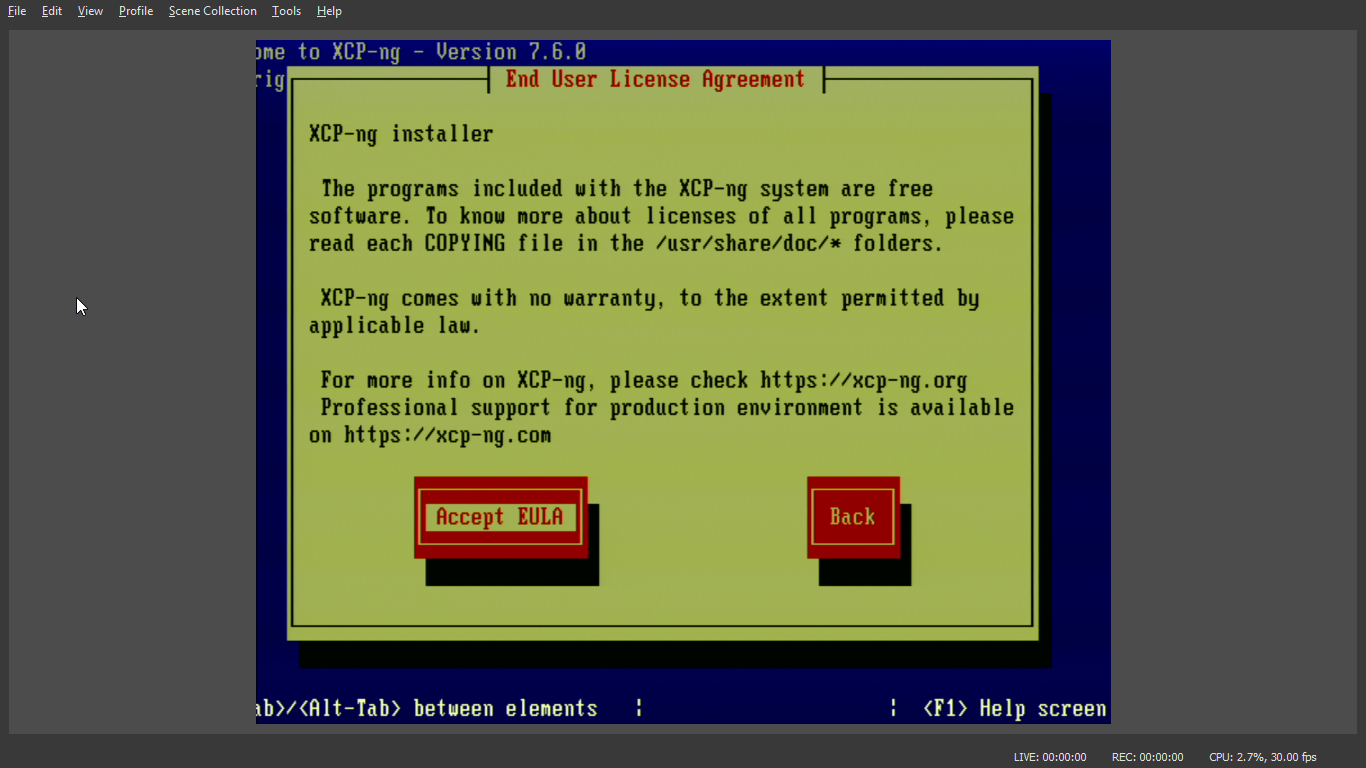 File Edit View Profile Scene Collection Tools Help
ome to XCP-ng - Version 7.6.0
rig
End User License Agreement
XCP-ng installer
The programs included with the XCP-ng system are free
software. To know more about licenses of all programs, please
read each COPYING file in the /usr/share/doc/* folders.
XCP-ng comes with no warranty, to the extent permitted by
applicable law.
For more info on XCP-ng, please check https://xcp-ng.org
Professional support for production environment is available
on https://xcp-ng.com
Accept EULA Back
ab>/<Alt-Tab> between elements ¦ ¦ <F1> Help screen
LIVE: 00:00:00 REC: 00:00:00 CPU: 2.7%, 30.00 fps